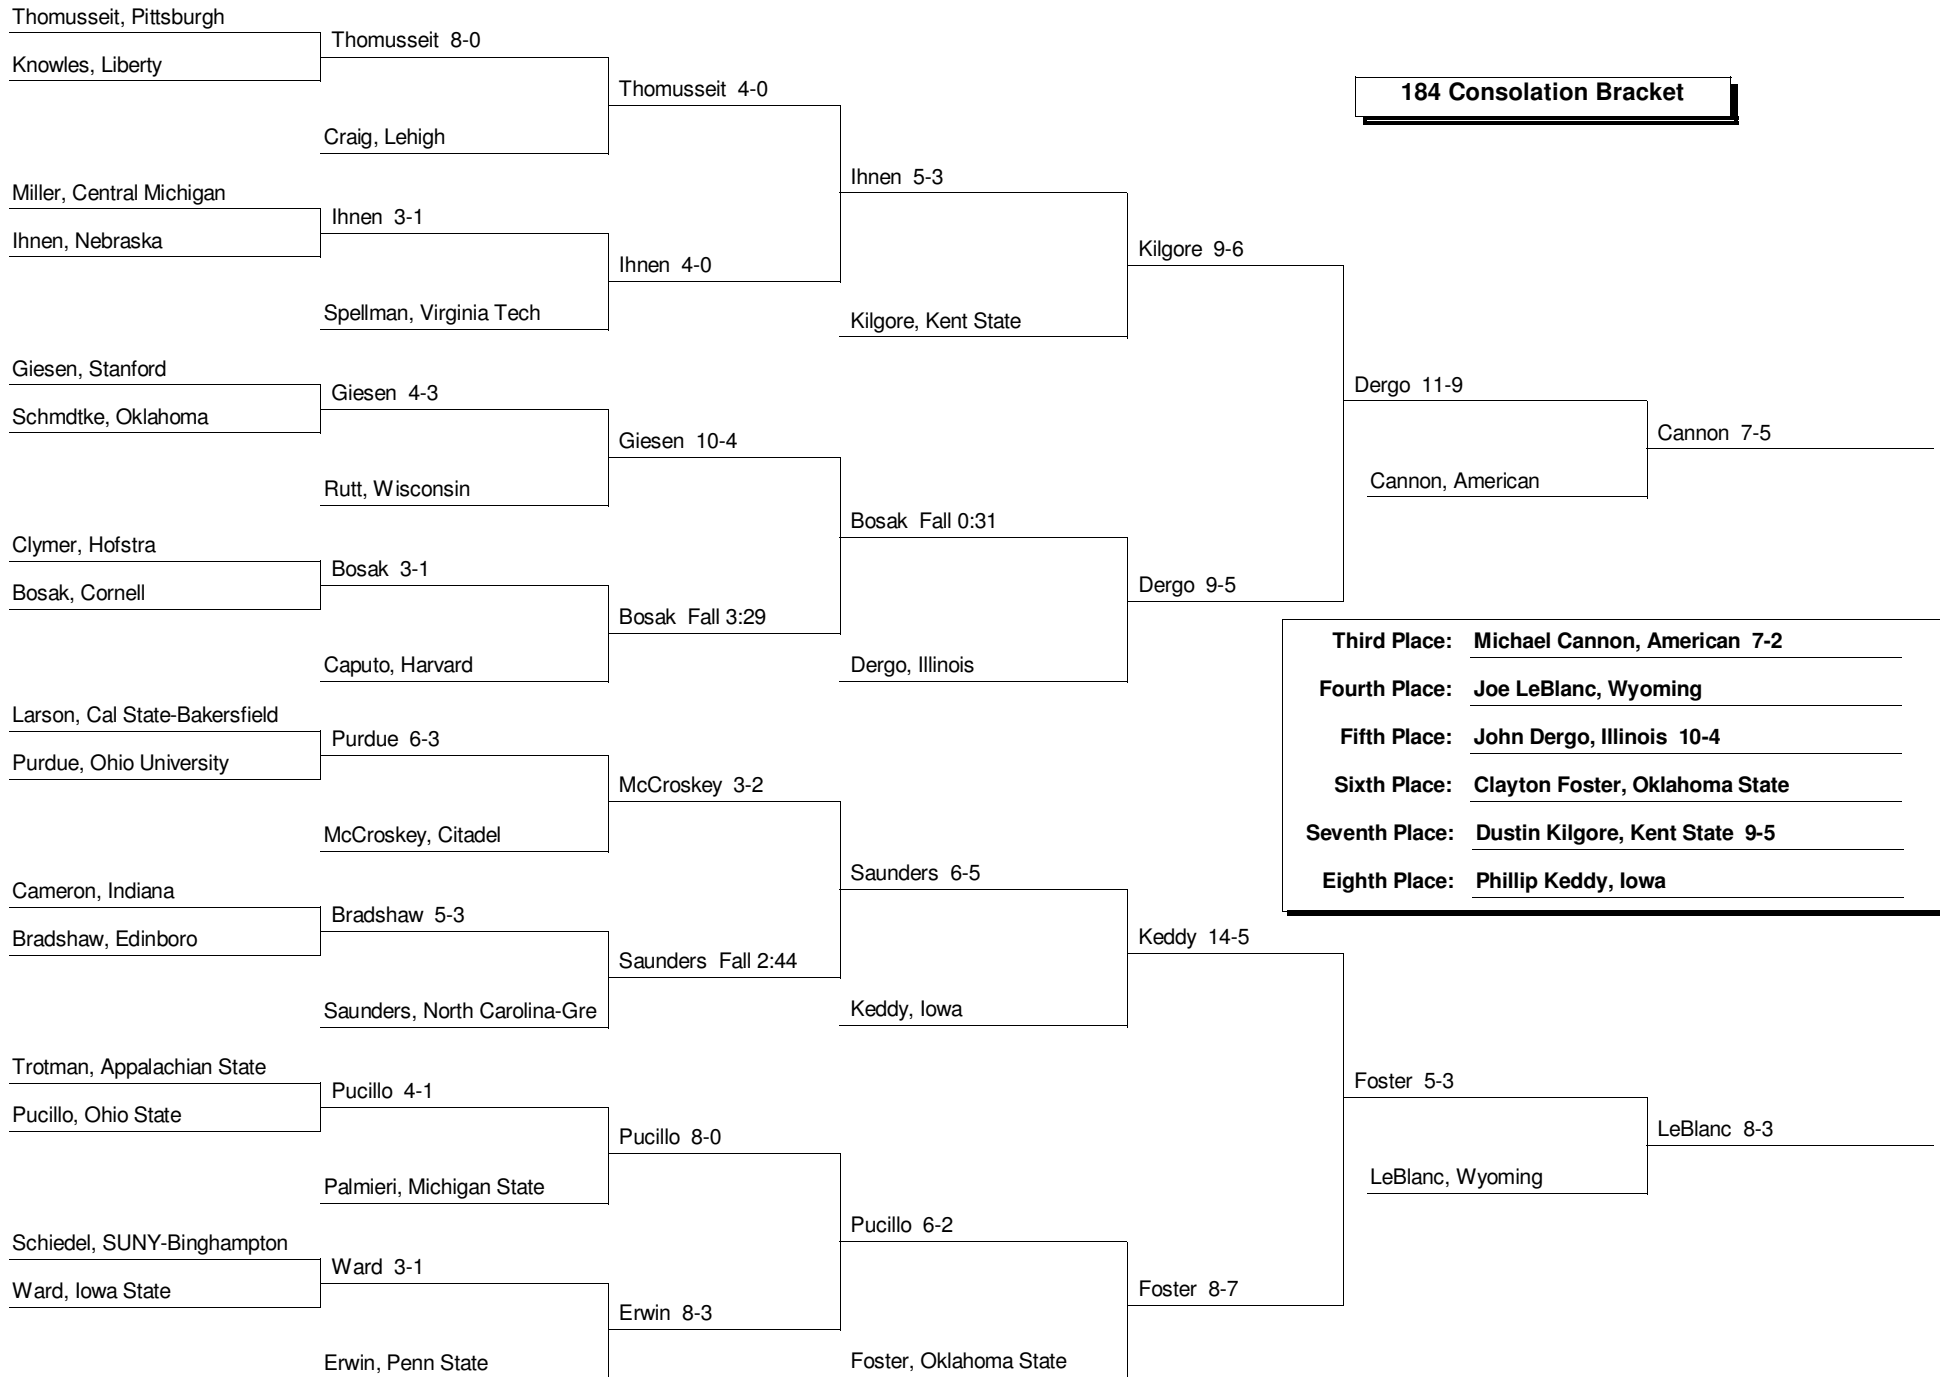 Thomusseit, Pittsburgh
Thomusseit 8-0
Knowles, Liberty
Thomusseit 4-0
184 Consolation Bracket
Craig, Lehigh
Ihnen 5-3
Miller, Central Michigan
Ihnen 3-1
Ihnen, Nebraska
Kilgore 9-6
Ihnen 4-0
Spellman, Virginia Tech
Kilgore, Kent State
Giesen, Stanford
Dergo 11-9
Giesen 4-3
Schmdtke, Oklahoma
Cannon 7-5
Giesen 10-4
Cannon, American
Rutt, Wisconsin
Bosak Fall 0:31
Clymer, Hofstra
Bosak 3-1
Dergo 9-5
Bosak, Cornell
Bosak Fall 3:29
Third Place: Michael Cannon, American 7-2
Caputo, Harvard
Dergo, Illinois
Fourth Place: Joe LeBlanc, Wyoming
Larson, Cal State-Bakersfield
Purdue 6-3
Fifth Place: John Dergo, Illinois 10-4
Purdue, Ohio University
McCroskey 3-2
Sixth Place: Clayton Foster, Oklahoma State
McCroskey, Citadel
Seventh Place: Dustin Kilgore, Kent State 9-5
Saunders 6-5
Eighth Place: Phillip Keddy, Iowa
Cameron, Indiana
Bradshaw 5-3
Bradshaw, Edinboro
Keddy 14-5
Saunders Fall 2:44
Saunders, North Carolina-Gre
Keddy, Iowa
Trotman, Appalachian State
Foster 5-3
Pucillo 4-1
Pucillo, Ohio State
LeBlanc 8-3
Pucillo 8-0
LeBlanc, Wyoming
Palmieri, Michigan State
Pucillo 6-2
Schiedel, SUNY-Binghampton
Ward 3-1
Ward, Iowa State
Foster 8-7
Erwin 8-3
Erwin, Penn State
Foster, Oklahoma State